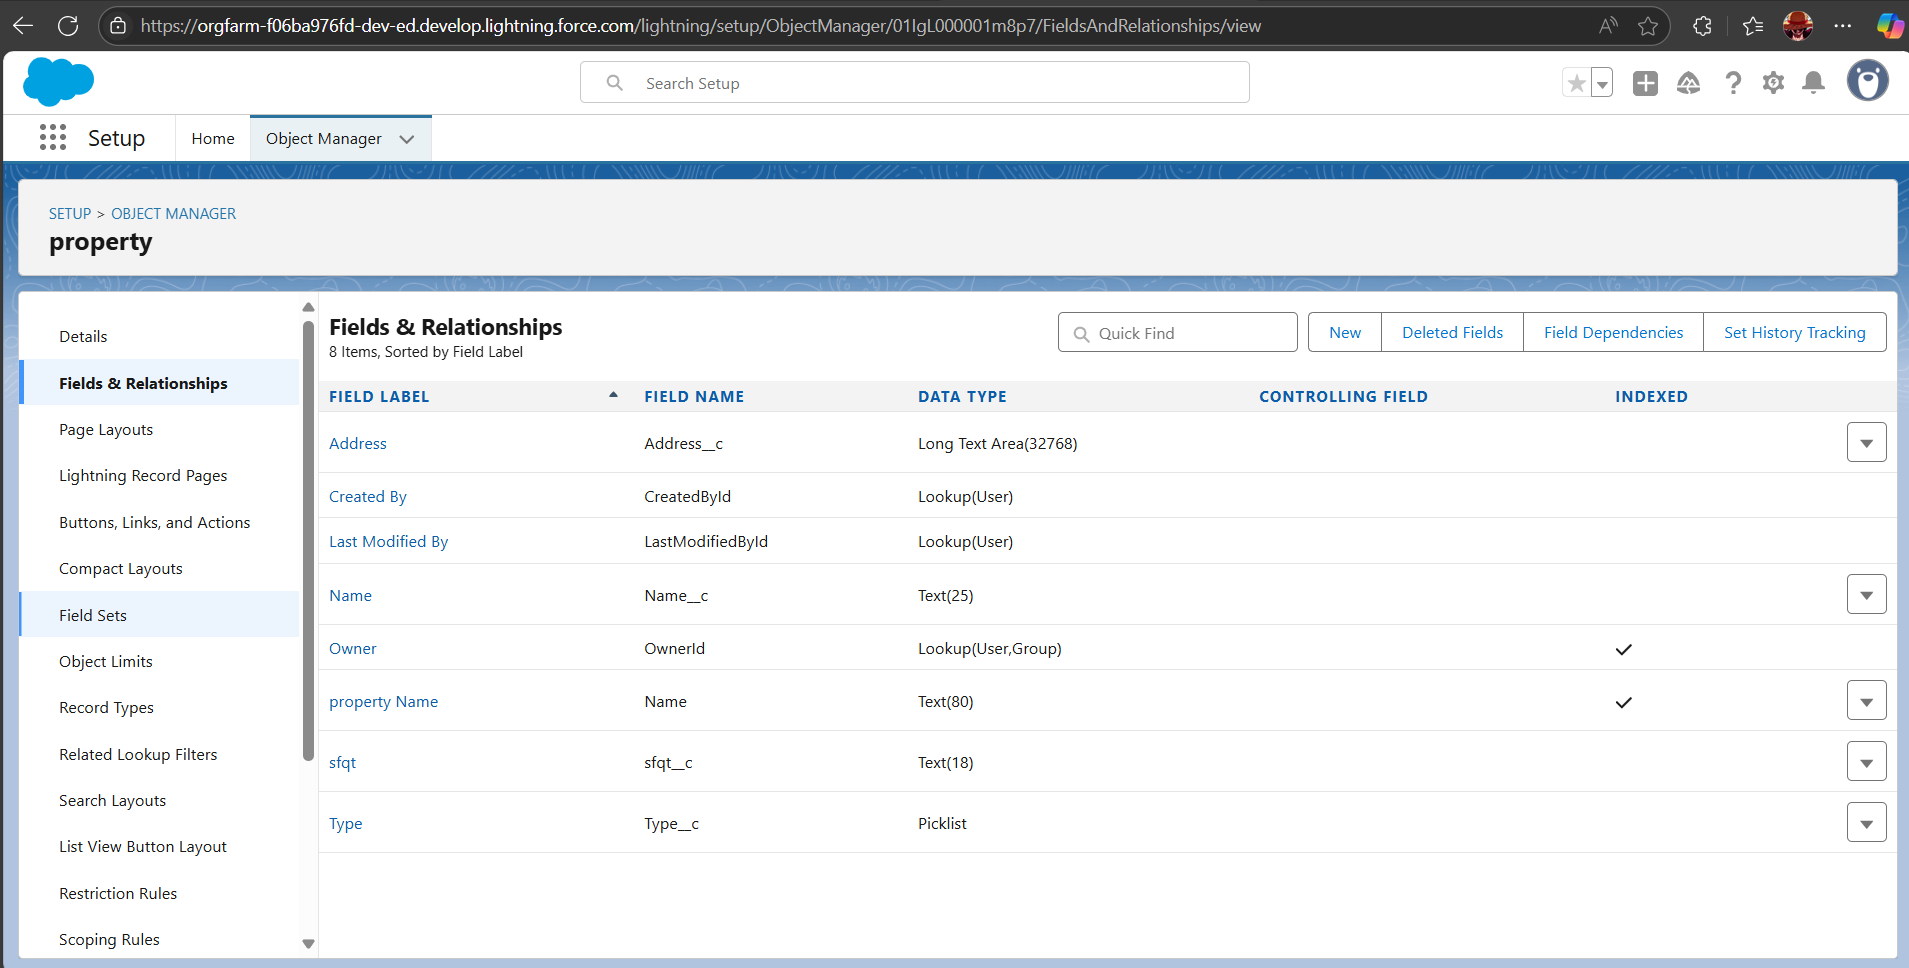 https://orgfarm-f06ba976fd-dev-ed.develop.lightning.force.com/lightning/setup/ObjectManager/01IgL000001m8p7/FieldsAndRelationships/view
Search Setup
Setup
Home
Object Manager
SETUP > OBJECT MANAGER
property
Details
Fields & Relationships
Page Layouts
Lightning Record Pages
Buttons, Links, and Actions
Compact Layouts
Field Sets
Object Limits
Record Types
Related Lookup Filters
Search Layouts
List View Button Layout
Restriction Rules
Scoping Rules
Fields & Relationships
8 Items, Sorted by Field Label
Quick Find
New
Deleted Fields
Field Dependencies
Set History Tracking
FIELD LABEL FIELD NAME DATA TYPE CONTROLLING FIELD INDEXED
Address Address__c Long Text Area(32768)
Created By CreatedById Lookup(User)
Last Modified By LastModifiedById Lookup(User)
Name Name__c Text(25)
Owner OwnerId Lookup(User,Group)
property Name Name Text(80)
sfqt sfqt__c Text(18)
Type Type__c Picklist